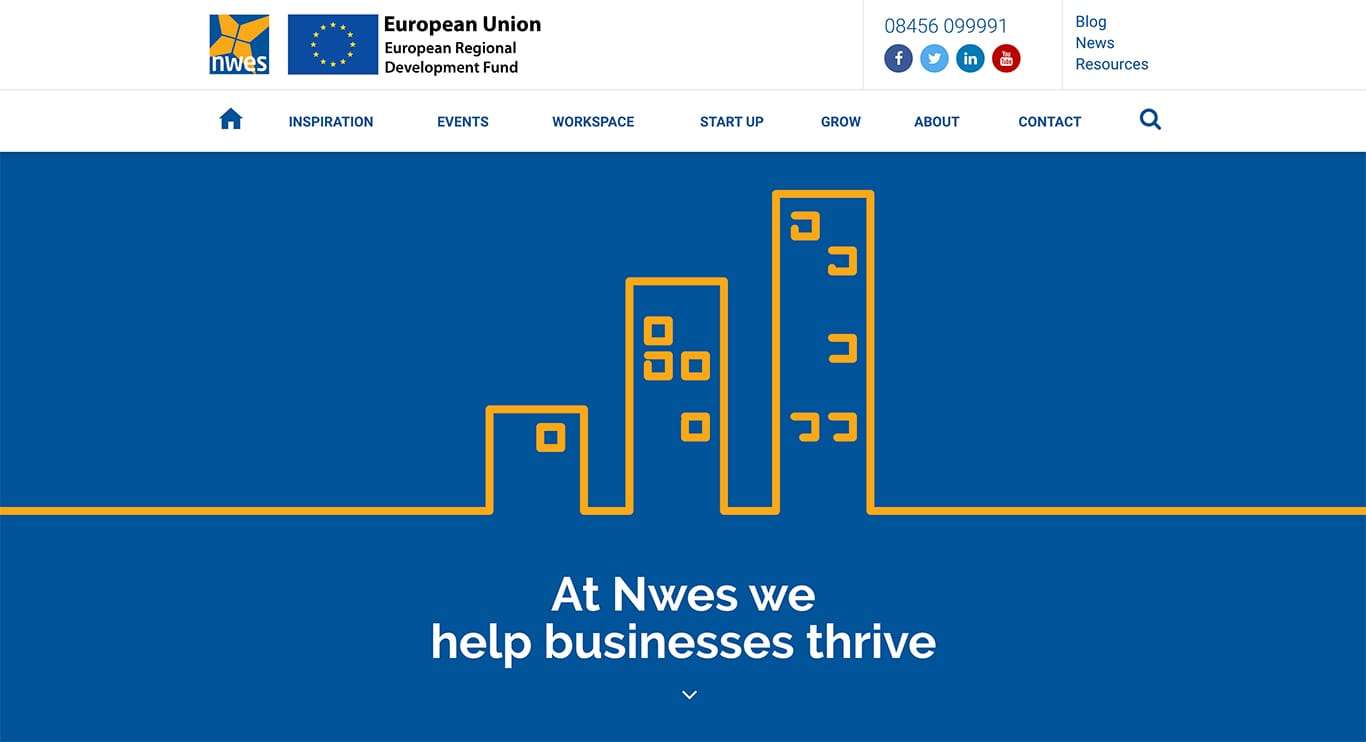 nwes
European Union
European Regional
Development Fund
08456 099991
f
in
You
Tube
Blog
News
Resources
INSPIRATION
EVENTS
WORKSPACE
START UP
GROW
ABOUT
CONTACT
At Nwes we
help businesses thrive